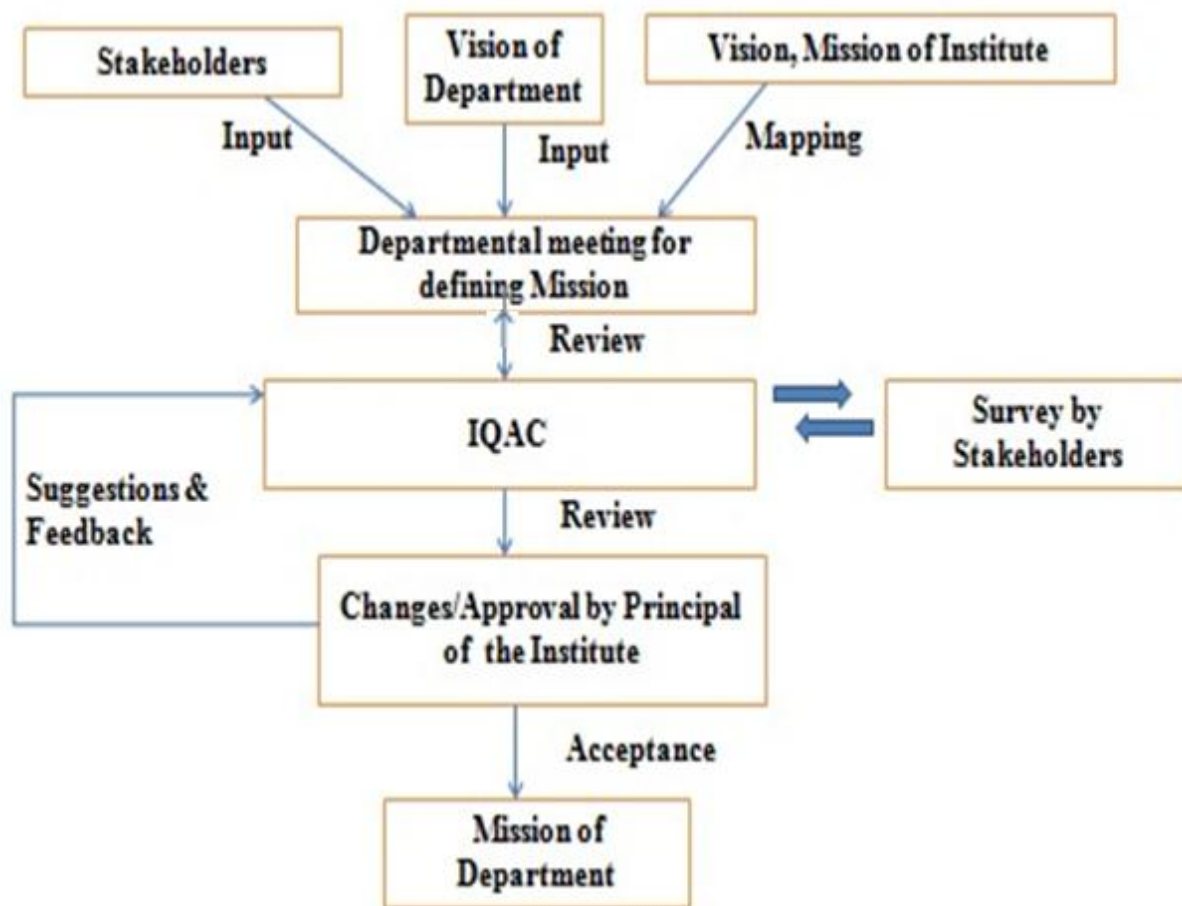 Stakeholders
Vision of
Department
Vision, Mission of Institute
Input
Input
Mapping
Departmental meeting for
defining Mission
Review
IQAC
Survey by
Stakeholders
Suggestions &
Feedback
Review
Changes/Approval by Principal
of the Institute
Acceptance
Mission of
Department